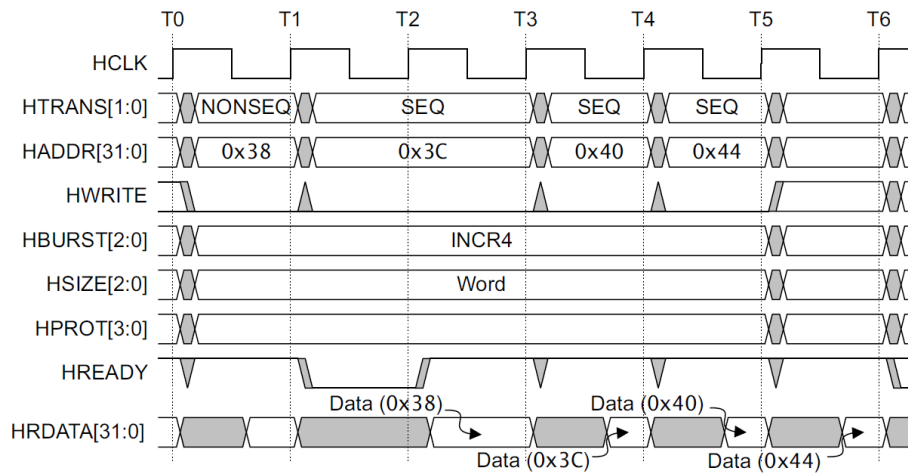 T0 T1 T2 T3 T4 T5 T6
HCLK
HTRANS[1:0] NONSEQ SEQ SEQ SEQ
HADDR[31:0] 0x38 0x3C 0x40 0x44
HWRITE
HBURST[2:0] INCR4
HSIZE[2:0] Word
HPROT[3:0]
HREADY
Data (0x38) Data (0x40)
HRDATA[31:0]
Data (0x3C) Data (0x44)